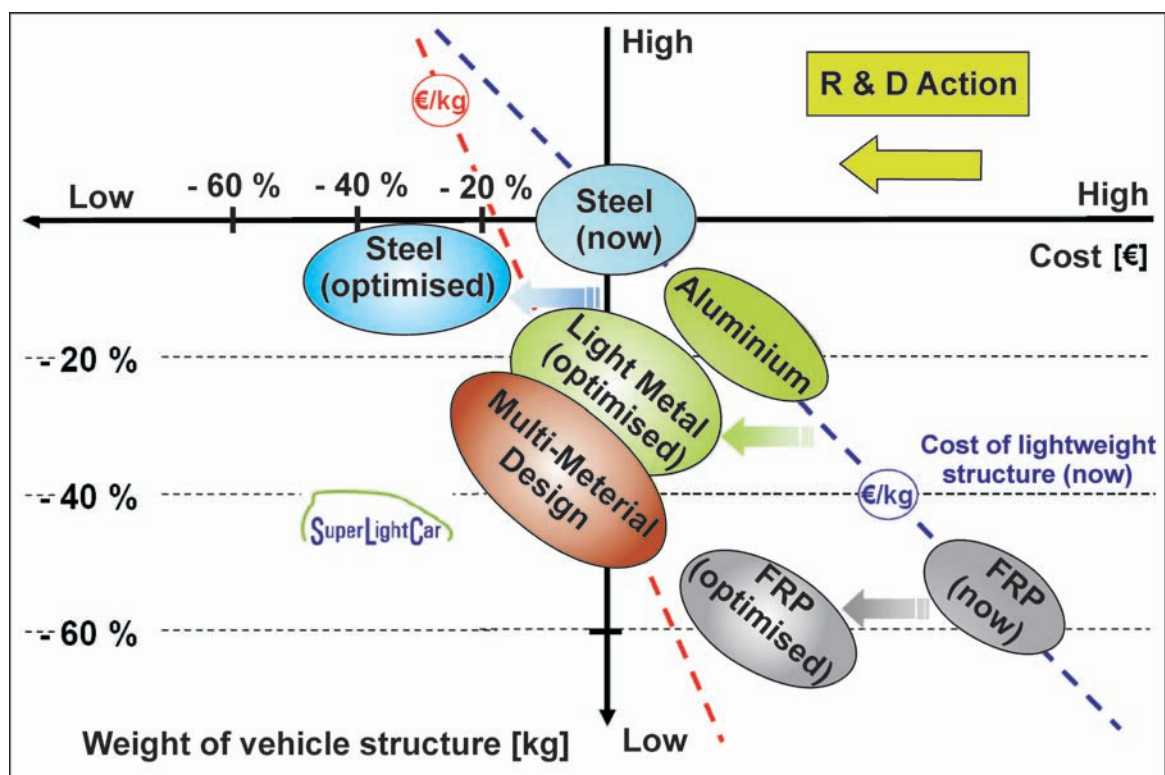 High
R & D Action
€/kg
- 60 %
- 40 %
- 20 %
Low
High
Steel
(now)
Steel
(optimised)
Cost [€]
Aluminium
Light Metal
(optimised)
- 20 %
Multi-Meterial
Design
Cost of lightweight
structure (now)
- 40 %
€/kg
SuperLightCar
FRP
(optimised)
FRP
(now)
- 60 %
Weight of vehicle structure [kg]
Low